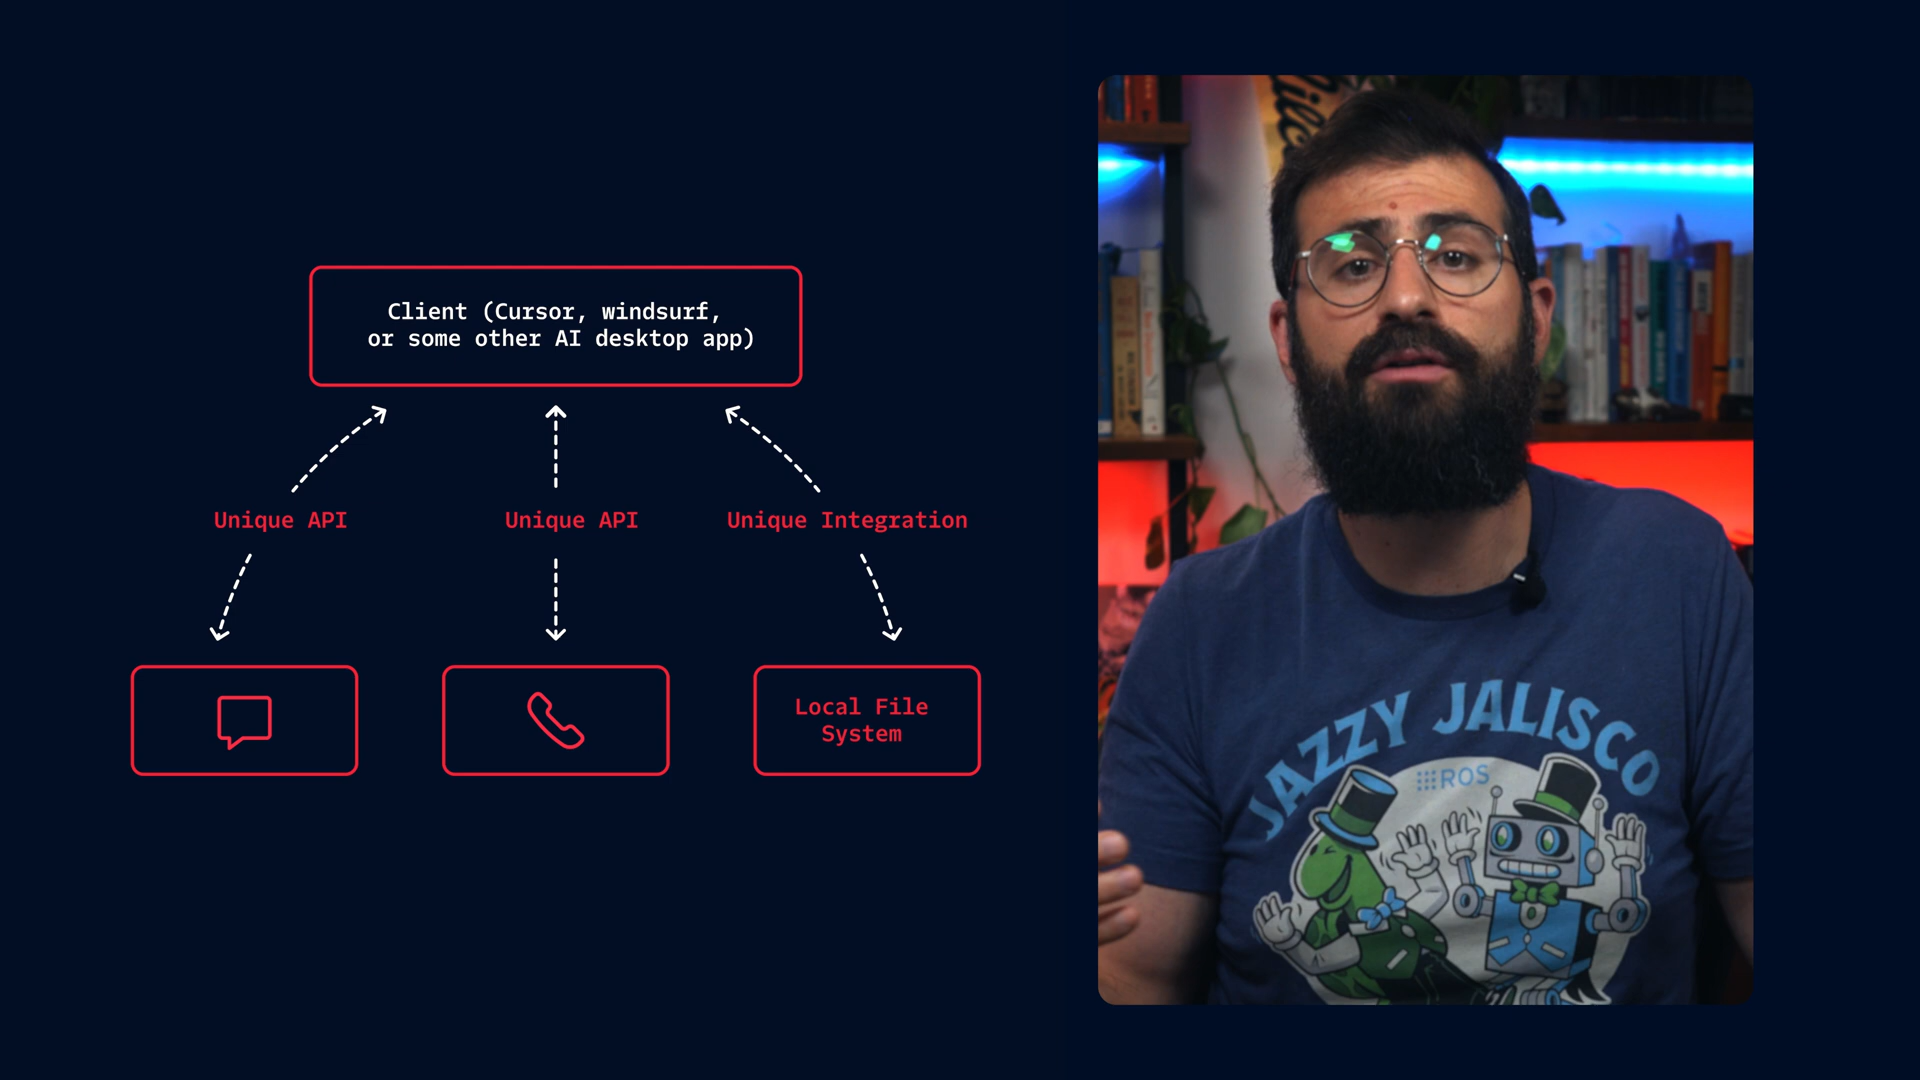 Client (Cursor, windsurf,
or some other AI desktop app)
Unique API
Unique API
Unique Integration
Local File
System
JAZZY JALISCO
ROS